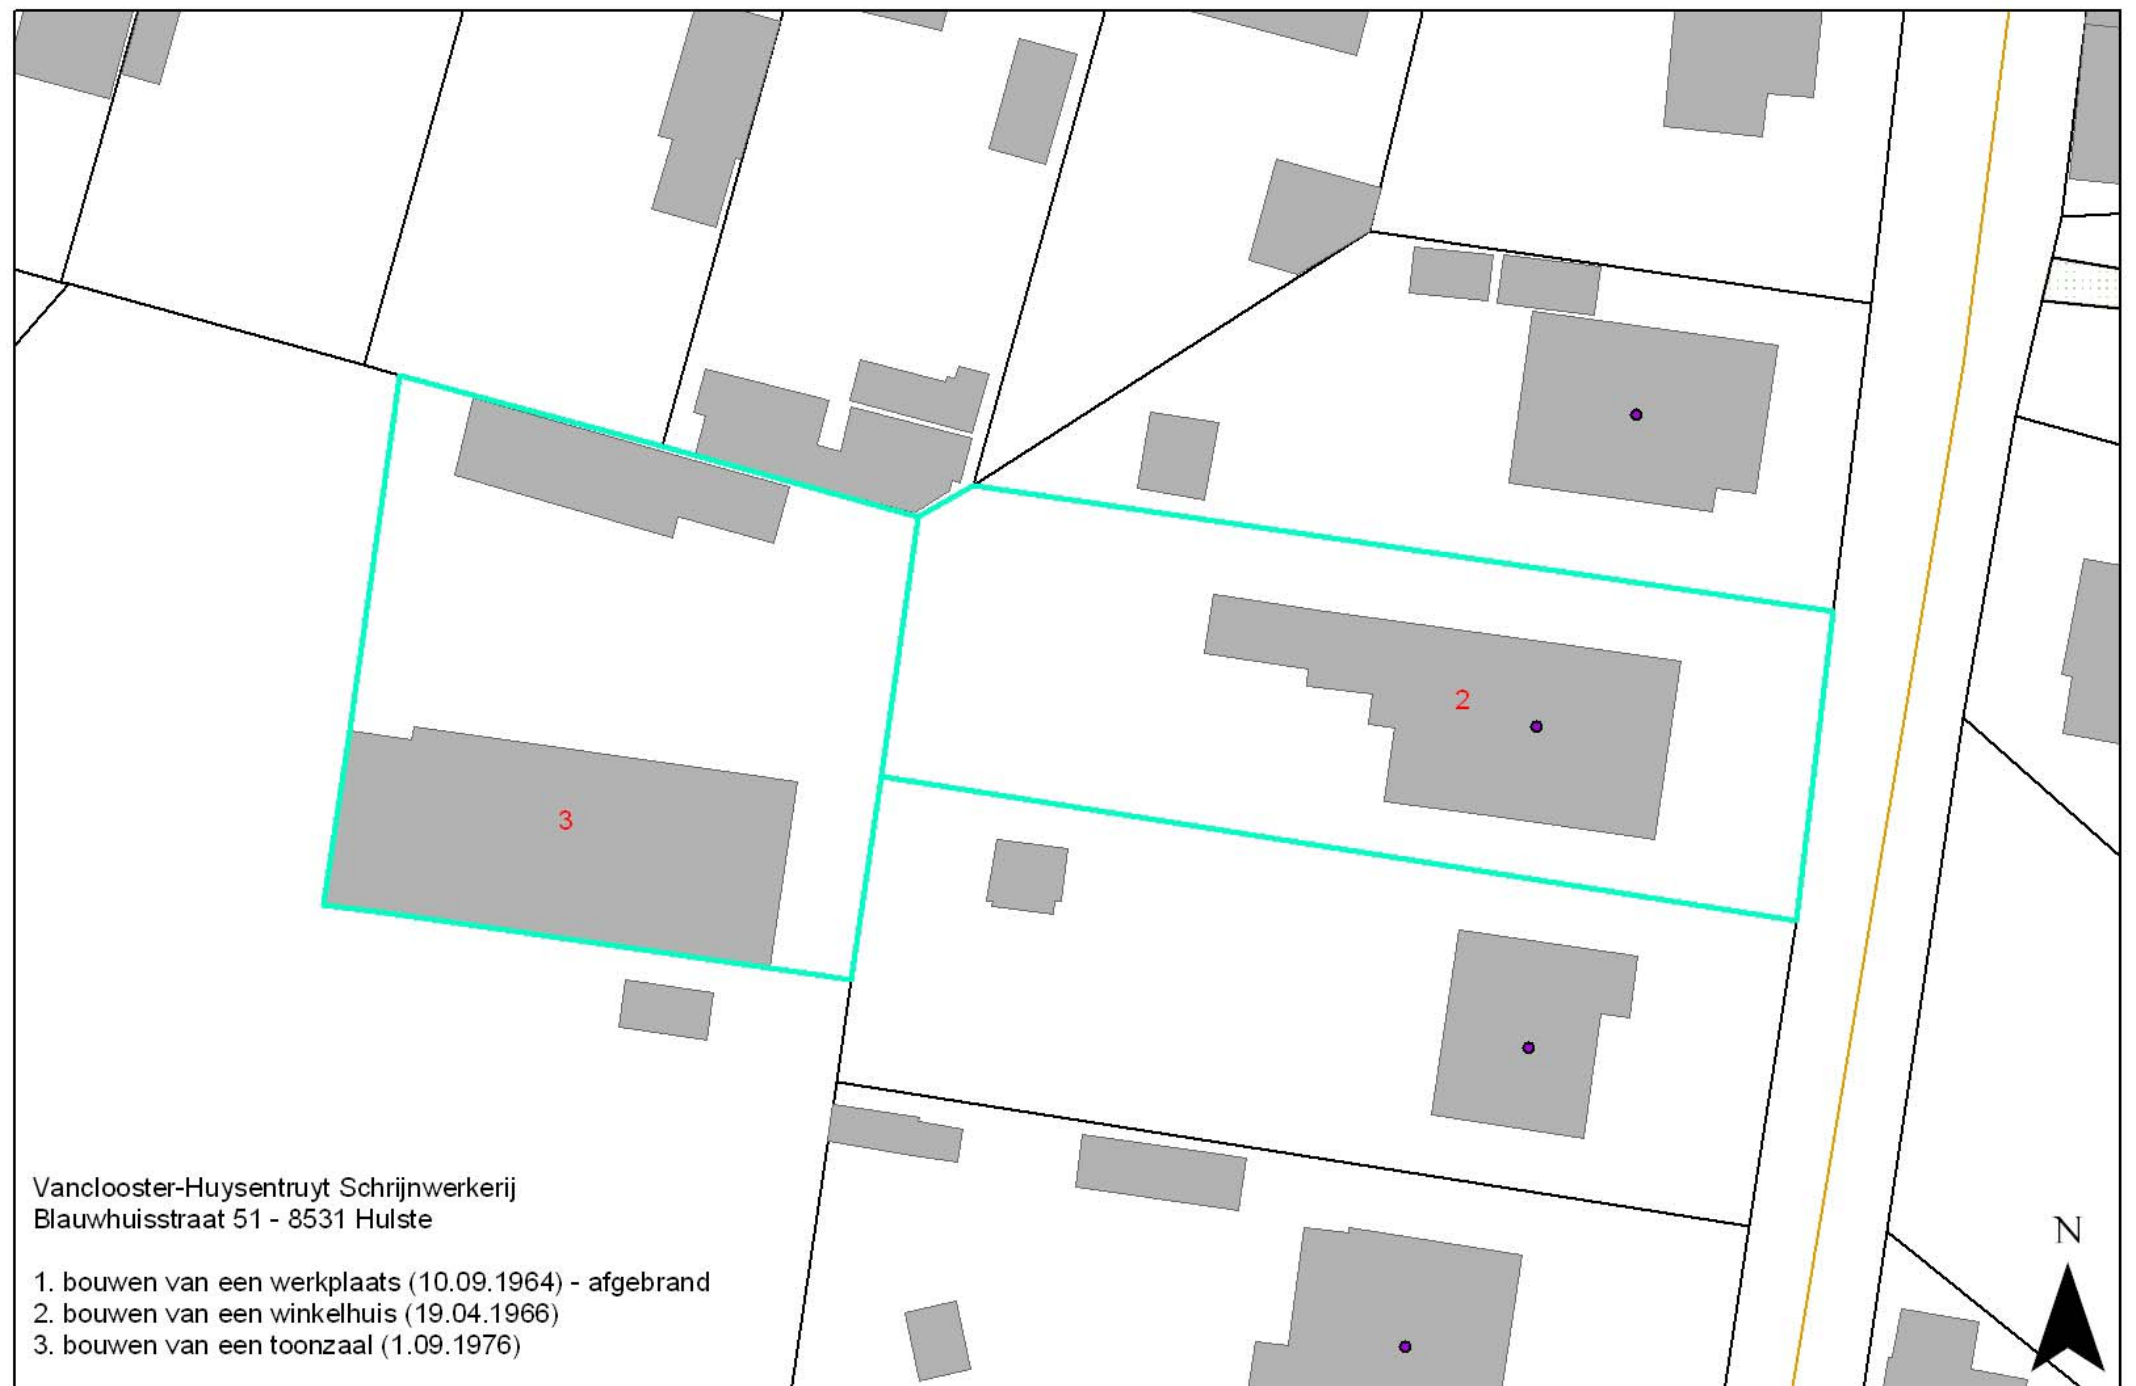 2
3
Vanclooster-Huysentruyt Schrijnwerkerij
Blauwhuisstraat 51 - 8531 Hulste
1. bouwen van een werkplaats (10.09.1964) - afgebrand
2. bouwen van een winkelhuis (19.04.1966)
3. bouwen van een toonzaal (1.09.1976)
N